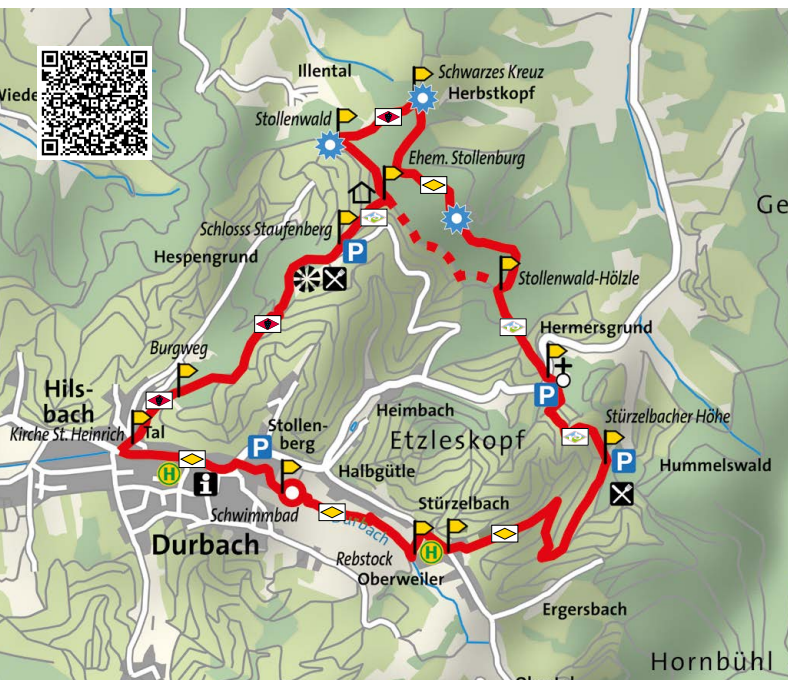 Illental
Schwarzes Kreuz
Herbstkopf
Wiede
Stollenwald
Ehem. Stollenburg
Ge
Schlosss Staufenberg
P
Hespengrund
Stollenwald-Hölzle
Hermersgrund
Burgweg
P
Hils-
bach
Heimbach
Stürzelbacher Höhe
Kirche St. Heinrich
Tal
Stollen-
berg
P
Etzleskopf
P
Hummelswald
Halbgütle
H
i
Schwimmbad
Stürzelbach
Durbach
Durbach
Rebstock
H
Oberweiler
Ergersbach
Hornbühl